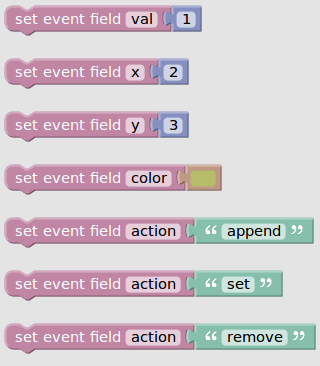 set event field val 1
set event field x 2
set event field y 3
set event field color
set event field action “ append ”
set event field action “ set ”
set event field action “ remove ”